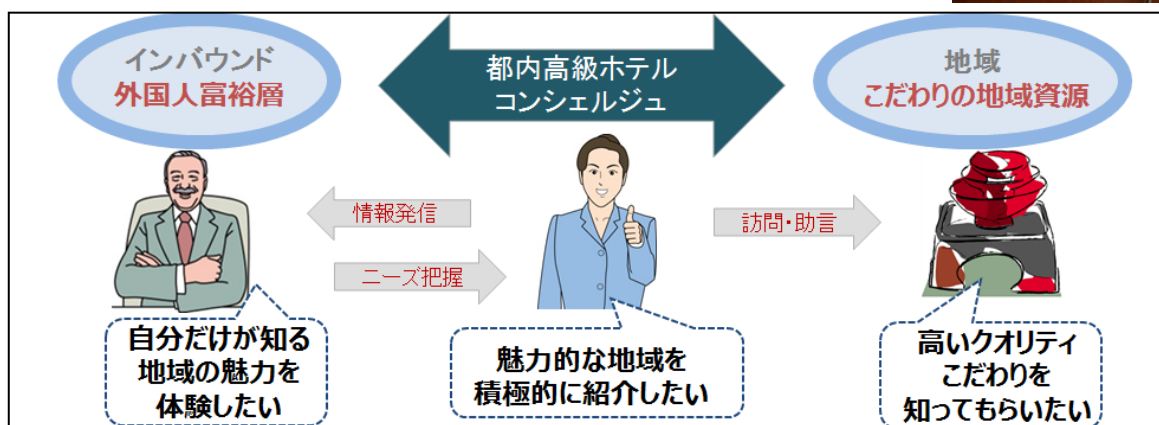 インバウンド
外国人富裕層
都内高級ホテル
コンシェルジュ
地域
こだわりの地域資源
情報発信
ニーズ把握
訪問・助言
自分だけが知る
地域の魅力を
体験したい
魅力的な地域を
積極的に紹介したい
高いクオリティ
こだわりを
知ってもらいたい